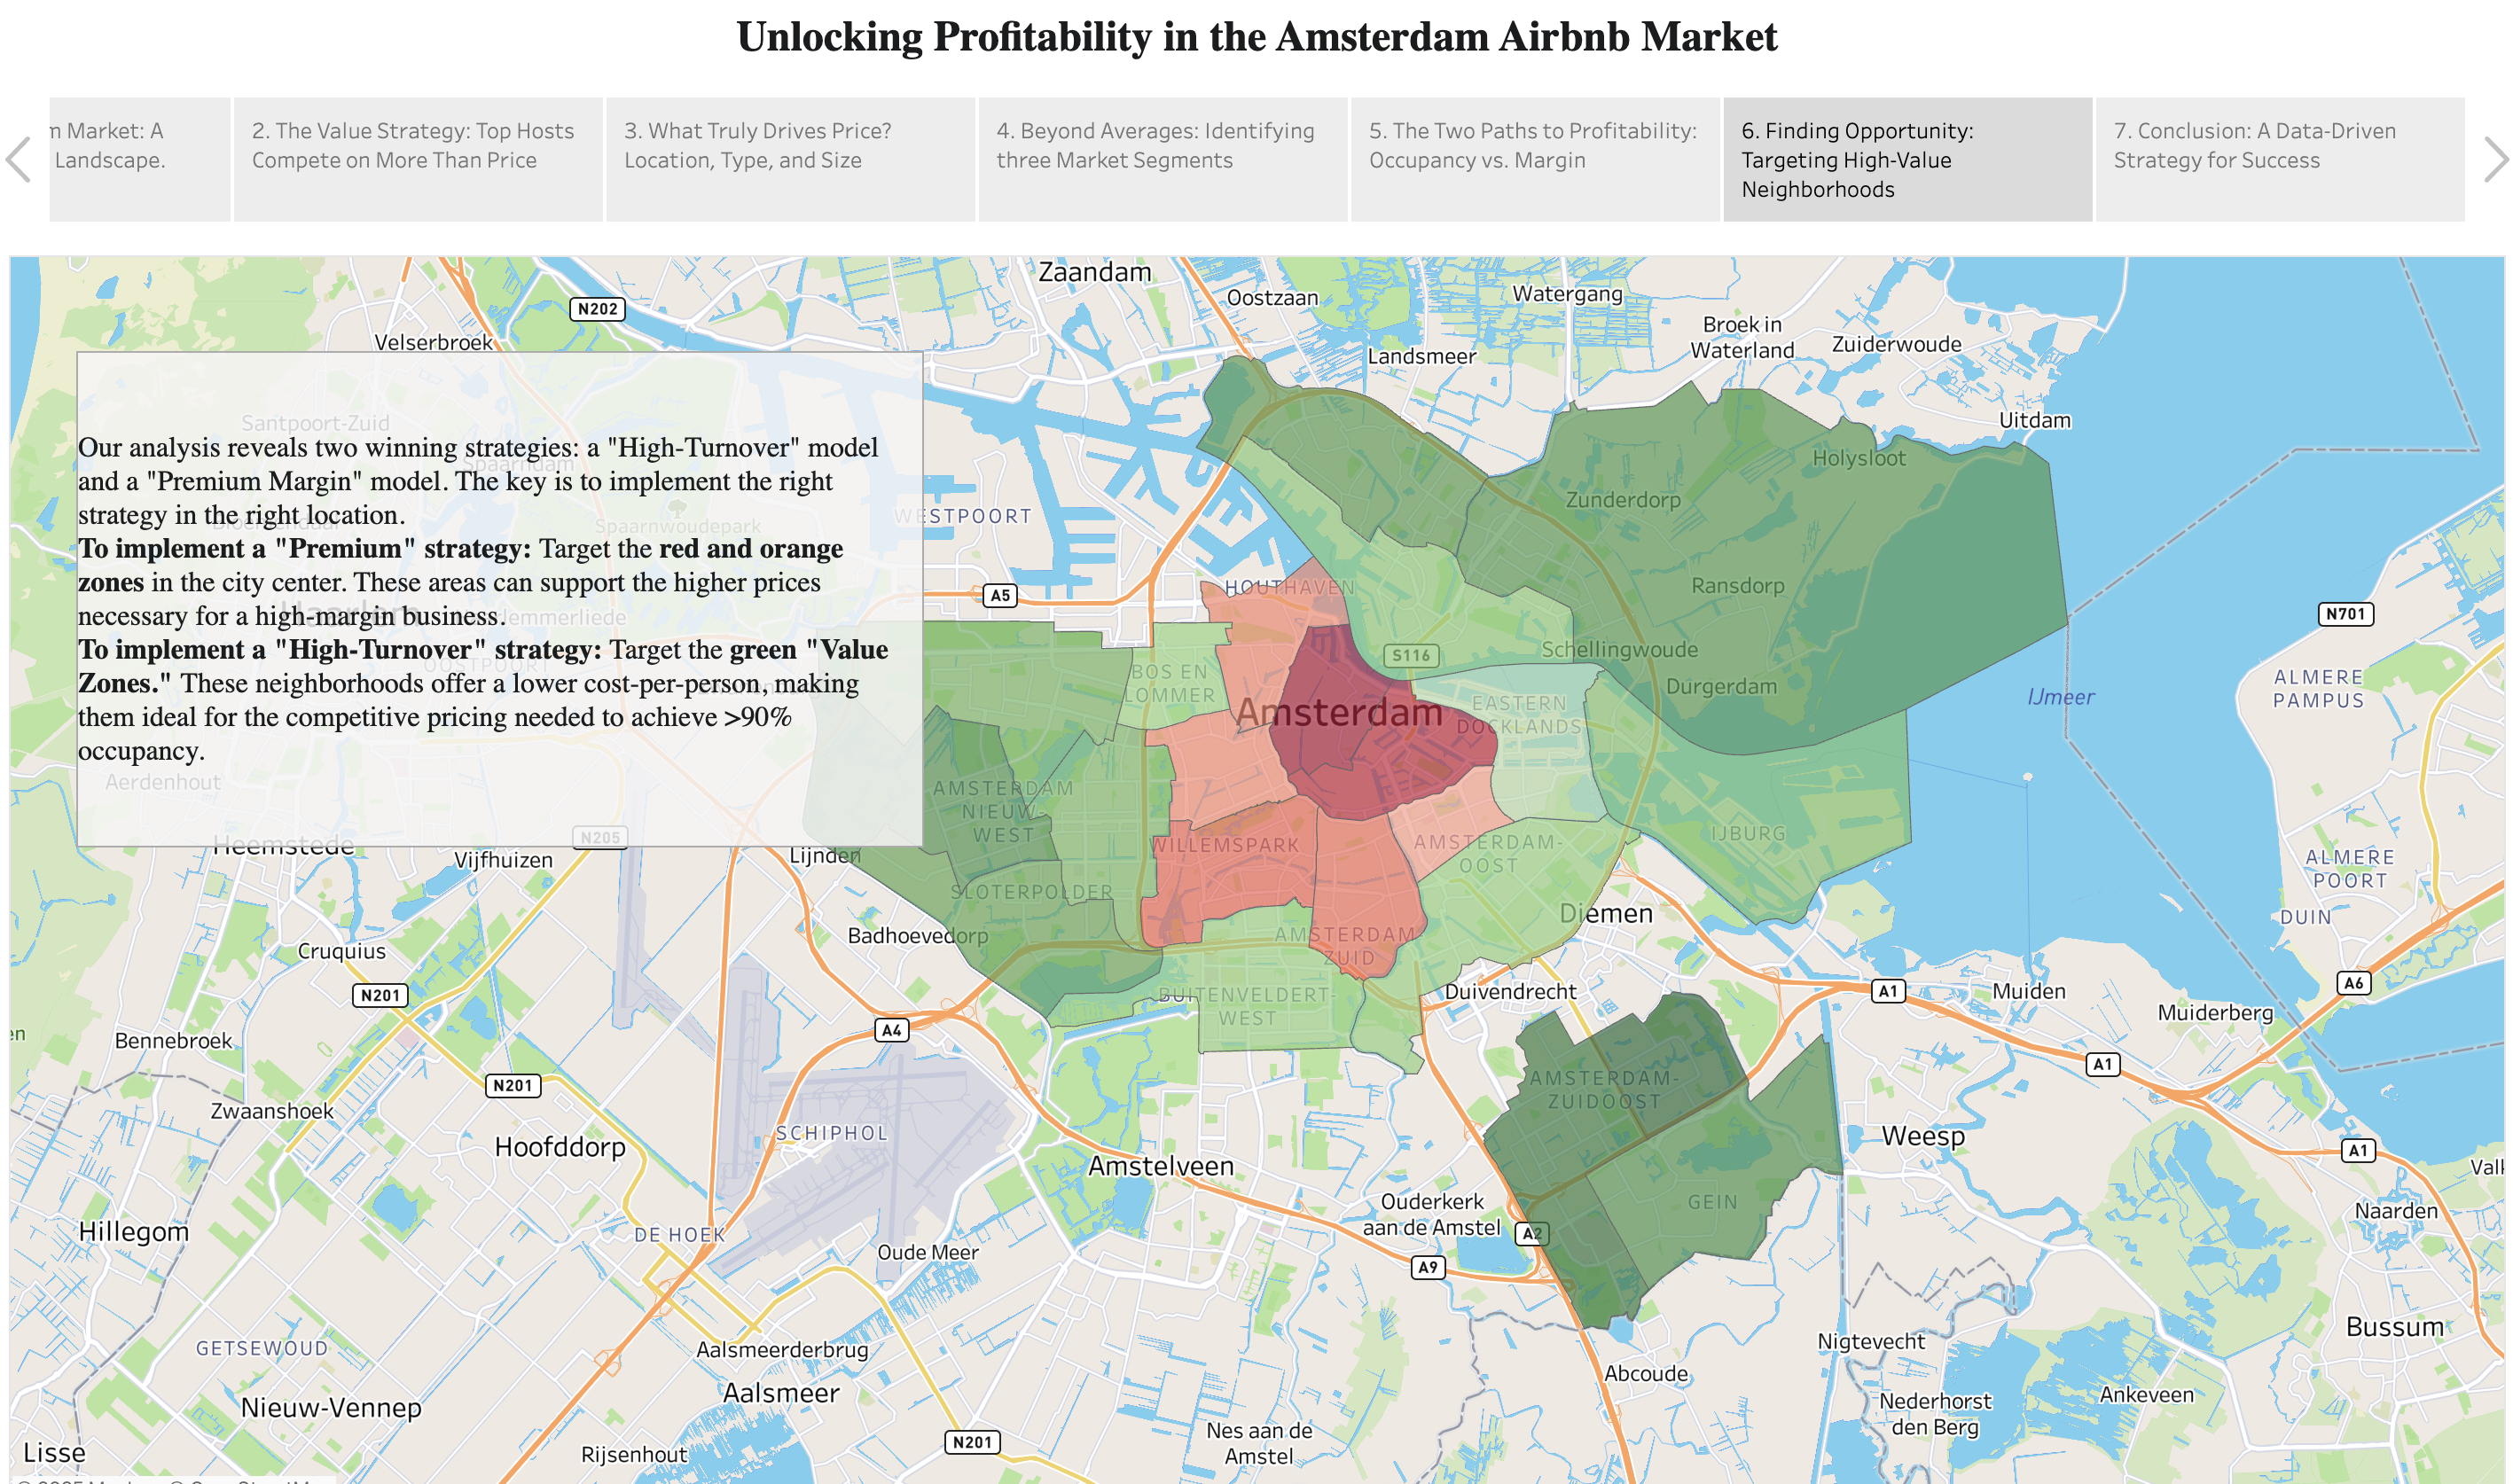 Unlocking Profitability in the Amsterdam Airbnb Market
m Market: A
Landscape.
2. The Value Strategy: Top Hosts
Compete on More Than Price
3. What Truly Drives Price?
Location, Type, and Size
4. Beyond Averages: Identifying
three Market Segments
5. The Two Paths to Profitability:
Occupancy vs. Margin
6. Finding Opportunity:
Targeting High-Value
Neighborhoods
7. Conclusion: A Data-Driven
Strategy for Success
Our analysis reveals two winning strategies: a "High-Turnover" model
and a "Premium Margin" model. The key is to implement the right
strategy in the right location.
To implement a "Premium" strategy: Target the red and orange
zones in the city center. These areas can support the higher prices
necessary for a high-margin business.
To implement a "High-Turnover" strategy: Target the green "Value
Zones." These neighborhoods offer a lower cost-per-person, making
them ideal for the competitive pricing needed to achieve >90%
occupancy.
Zaandam
Oostzaan
Watergang
N202
Broek in
Waterland
Zuiderwoude
Velserbroek
Landsmeer
Santpoort-Zuid
Uitdam
Spaarndam
Holysloot
Zunderdorp
WESTPOORT
Spaarnwoudepark
HOUTHAVEN
Ransdorp
A5
N701
Haarlem
S116
Schellingwoude
OOSTPOORT
BOS EN
LOMMER
Durgerdam
IJmeer
ALMERE
PAMPUS
Amsterdam
EASTERN
DOCKLANDS
Aerdenhout
AMSTERDAM
NIEUW-
WEST
IJBURG
N205
Heemstede
Vijfhuizen
Lijnden
WILLEMSPARK
AMSTERDAM-
OOST
ALMERE
POORT
SLOTERPOLDER
Diemen
DUIN
Cruquius
Badhoevedorp
AMSTERDAM-
ZUID
N201
Duivendrecht
A1
Muiden
A6
BUITENVELDERT-
WEST
Muiderberg
en
Bennebroek
A4
A1
N201
AMSTERDAM-
ZUIDOOST
Zwaanshoek
SCHIPHOL
Hoofddorp
Weesp
A1
Amstelveen
Hillegom
Ouderkerk
aan de Amstel
GEIN
Naarden
DE HOEK
A2
Oude Meer
A9
GETSEWOUD
Aalsmeerderbrug
Nigtevecht
Bussum
Abcoude
Aalsmeer
Nieuw-Vennep
Nederhorst
den Berg
Ankeveen
Nes aan de
Amstel
N201
Lisse
Rijsenhout